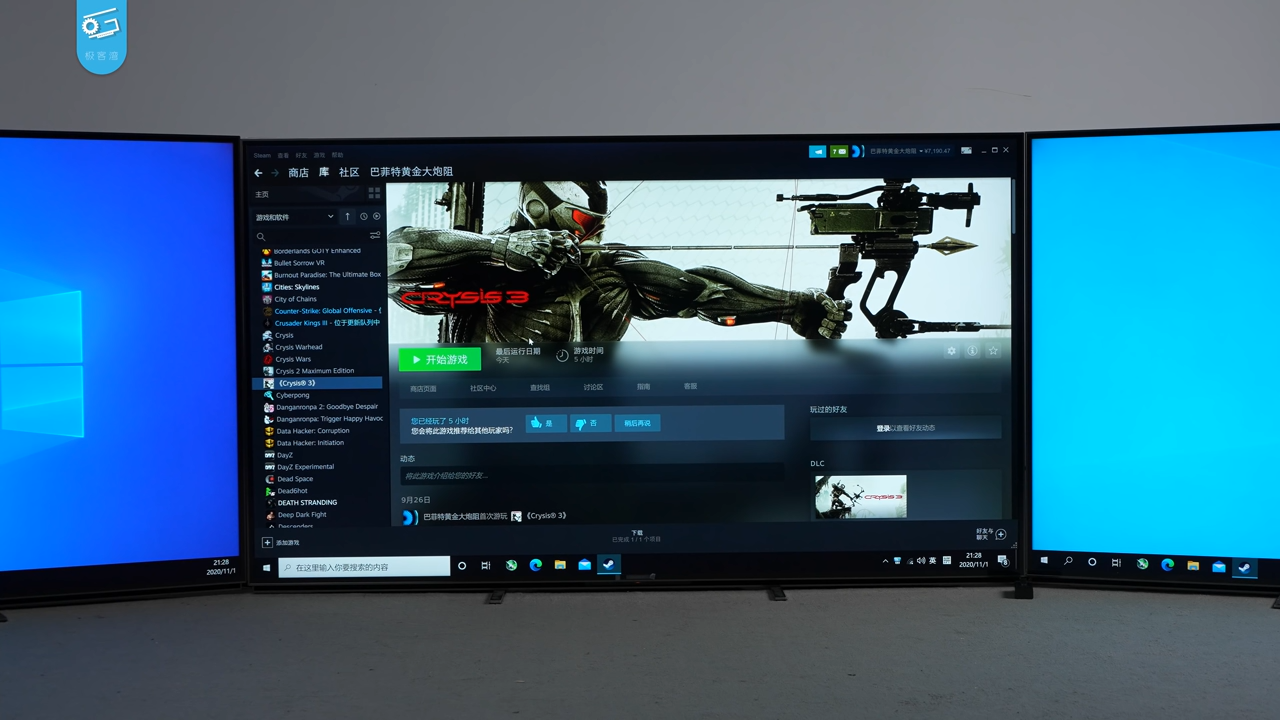 极客湾
Steam 查看 好友 游戏 帮助
巴菲特黄金大炮阻 ¥7,190.47
商店 库 社区 巴菲特黄金大炮阻
主页
游戏和软件
Borderlands GOTY Enhanced
Bullet Sorrow VR
Burnout Paradise: The Ultimate Box
Cities: Skylines
City of Chains
Counter-Strike: Global Offensive -
Crusader Kings III - 位于更新队列中
Crysis
Crysis Warhead
Crysis Wars
Crysis 2 Maximum Edition
《Crysis® 3》
Cyberpong
Danganronpa 2: Goodbye Despair
Danganronpa: Trigger Happy Havoc
Data Hacker: Corruption
Data Hacker: Initiation
DayZ
DayZ Experimental
Dead Space
Dead6hot
DEATH STRANDING
Deep Dark Fight
Descenders
添加游戏
CRYSIS 3
开始游戏
最后运行日期
今天
游戏时间
5 小时
商店页面 社区中心 查找组 讨论区 指南 客服
您已经玩了 5 小时
您会将此游戏推荐给其他玩家吗?
是 否 稍后再说
动态
将此游戏介绍给您的好友...
9月26日
巴菲特黄金大炮阻首次游玩 《Crysis® 3》
玩过的好友
登录以查看好友动态
DLC
CRYSIS 3
下载
已完成 1 / 1 个项目
好友与
聊天
21:28
2020/11/1
在这里输入你要搜索的内容
英
21:28
2020/11/1